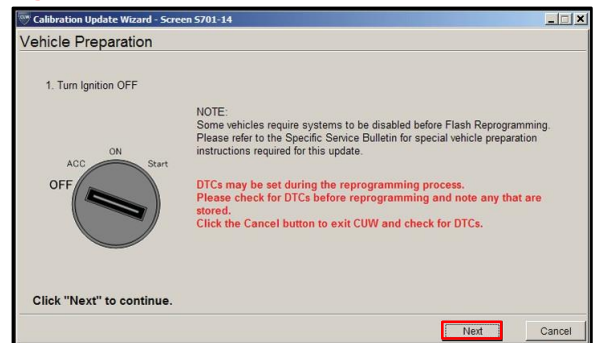 Calibration Update Wizard - Screen S701-14
Vehicle Preparation
1. Turn Ignition OFF
NOTE:
Some vehicles require systems to be disabled before Flash Reprogramming.
Please refer to the Specific Service Bulletin for special vehicle preparation
instructions required for this update.
ON
ACC
Start
OFF
DTCs may be set during the reprogramming process.
Please check for DTCs before reprogramming and note any that are
stored.
Click the Cancel button to exit CUW and check for DTCs.
Click "Next" to continue.
Next
Cancel